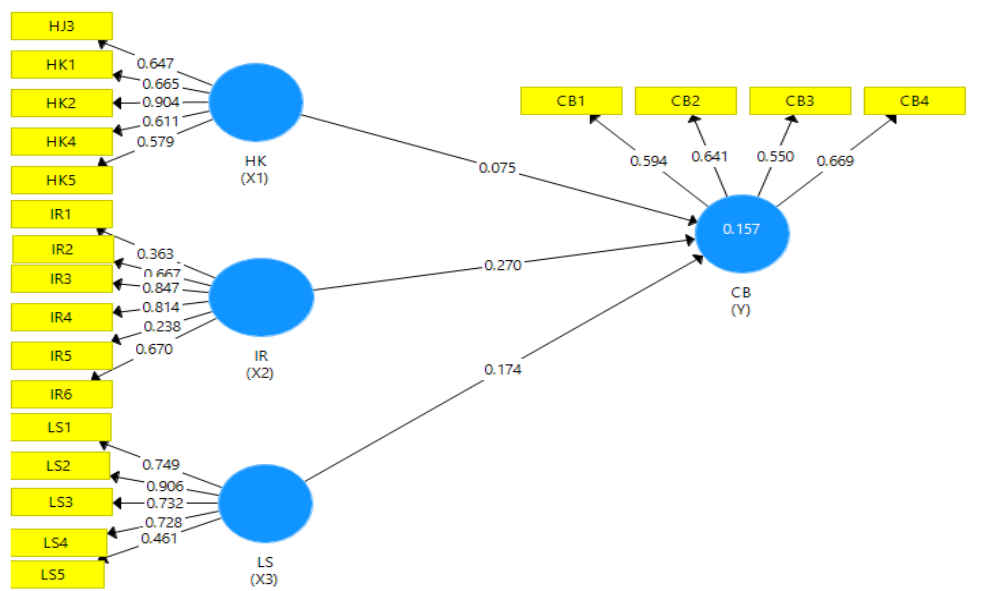 HJ3
0.647
HK1
0.665
HK2
0.904
HK4
0.611
HK5
0.579
HK
(X1)
0.075
CB1
CB2
CB3
CB4
0.594
0.641
0.550
0.669
0.157
CB
(Y)
IR1
0.363
IR2
0.667
IR3
0.847
IR4
0.814
0.238
IR5
0.670
IR6
IR
(X2)
0.270
LS1
0.749
LS2
0.906
LS3
0.732
0.728
LS4
0.461
LS5
LS
(X3)
0.174